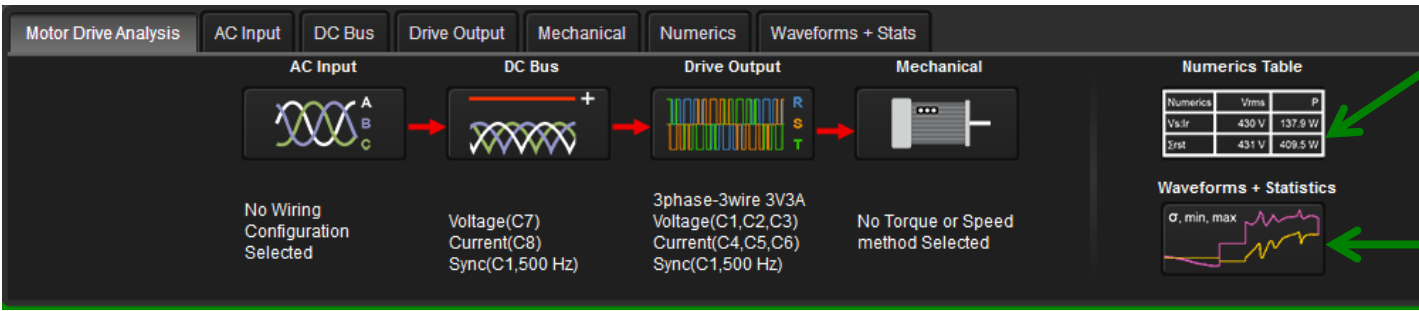 Motor Drive Analysis
AC Input
DC Bus
Drive Output
Mechanical
Numerics
Waveforms + Stats
AC Input
A
B
C
No Wiring
Configuration
Selected
DC Bus
+
Voltage(C7)
Current(C8)
Sync(C1,500 Hz)
Drive Output
R
S
T
3phase-3wire 3V3A
Voltage(C1,C2,C3)
Current(C4,C5,C6)
Sync(C1,500 Hz)
Mechanical
No Torque or Speed
method Selected
Numerics Table
Numerics Vrms P
Vs:Ir 430 V 137.9 W
Σrst 431 V 409.5 W
Waveforms + Statistics
σ, min, max